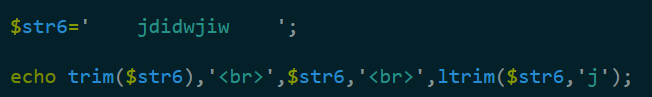 $str6='    jdidwjiw    ';
echo trim($str6),'<br>',$str6,'<br>',ltrim($str6,'j');